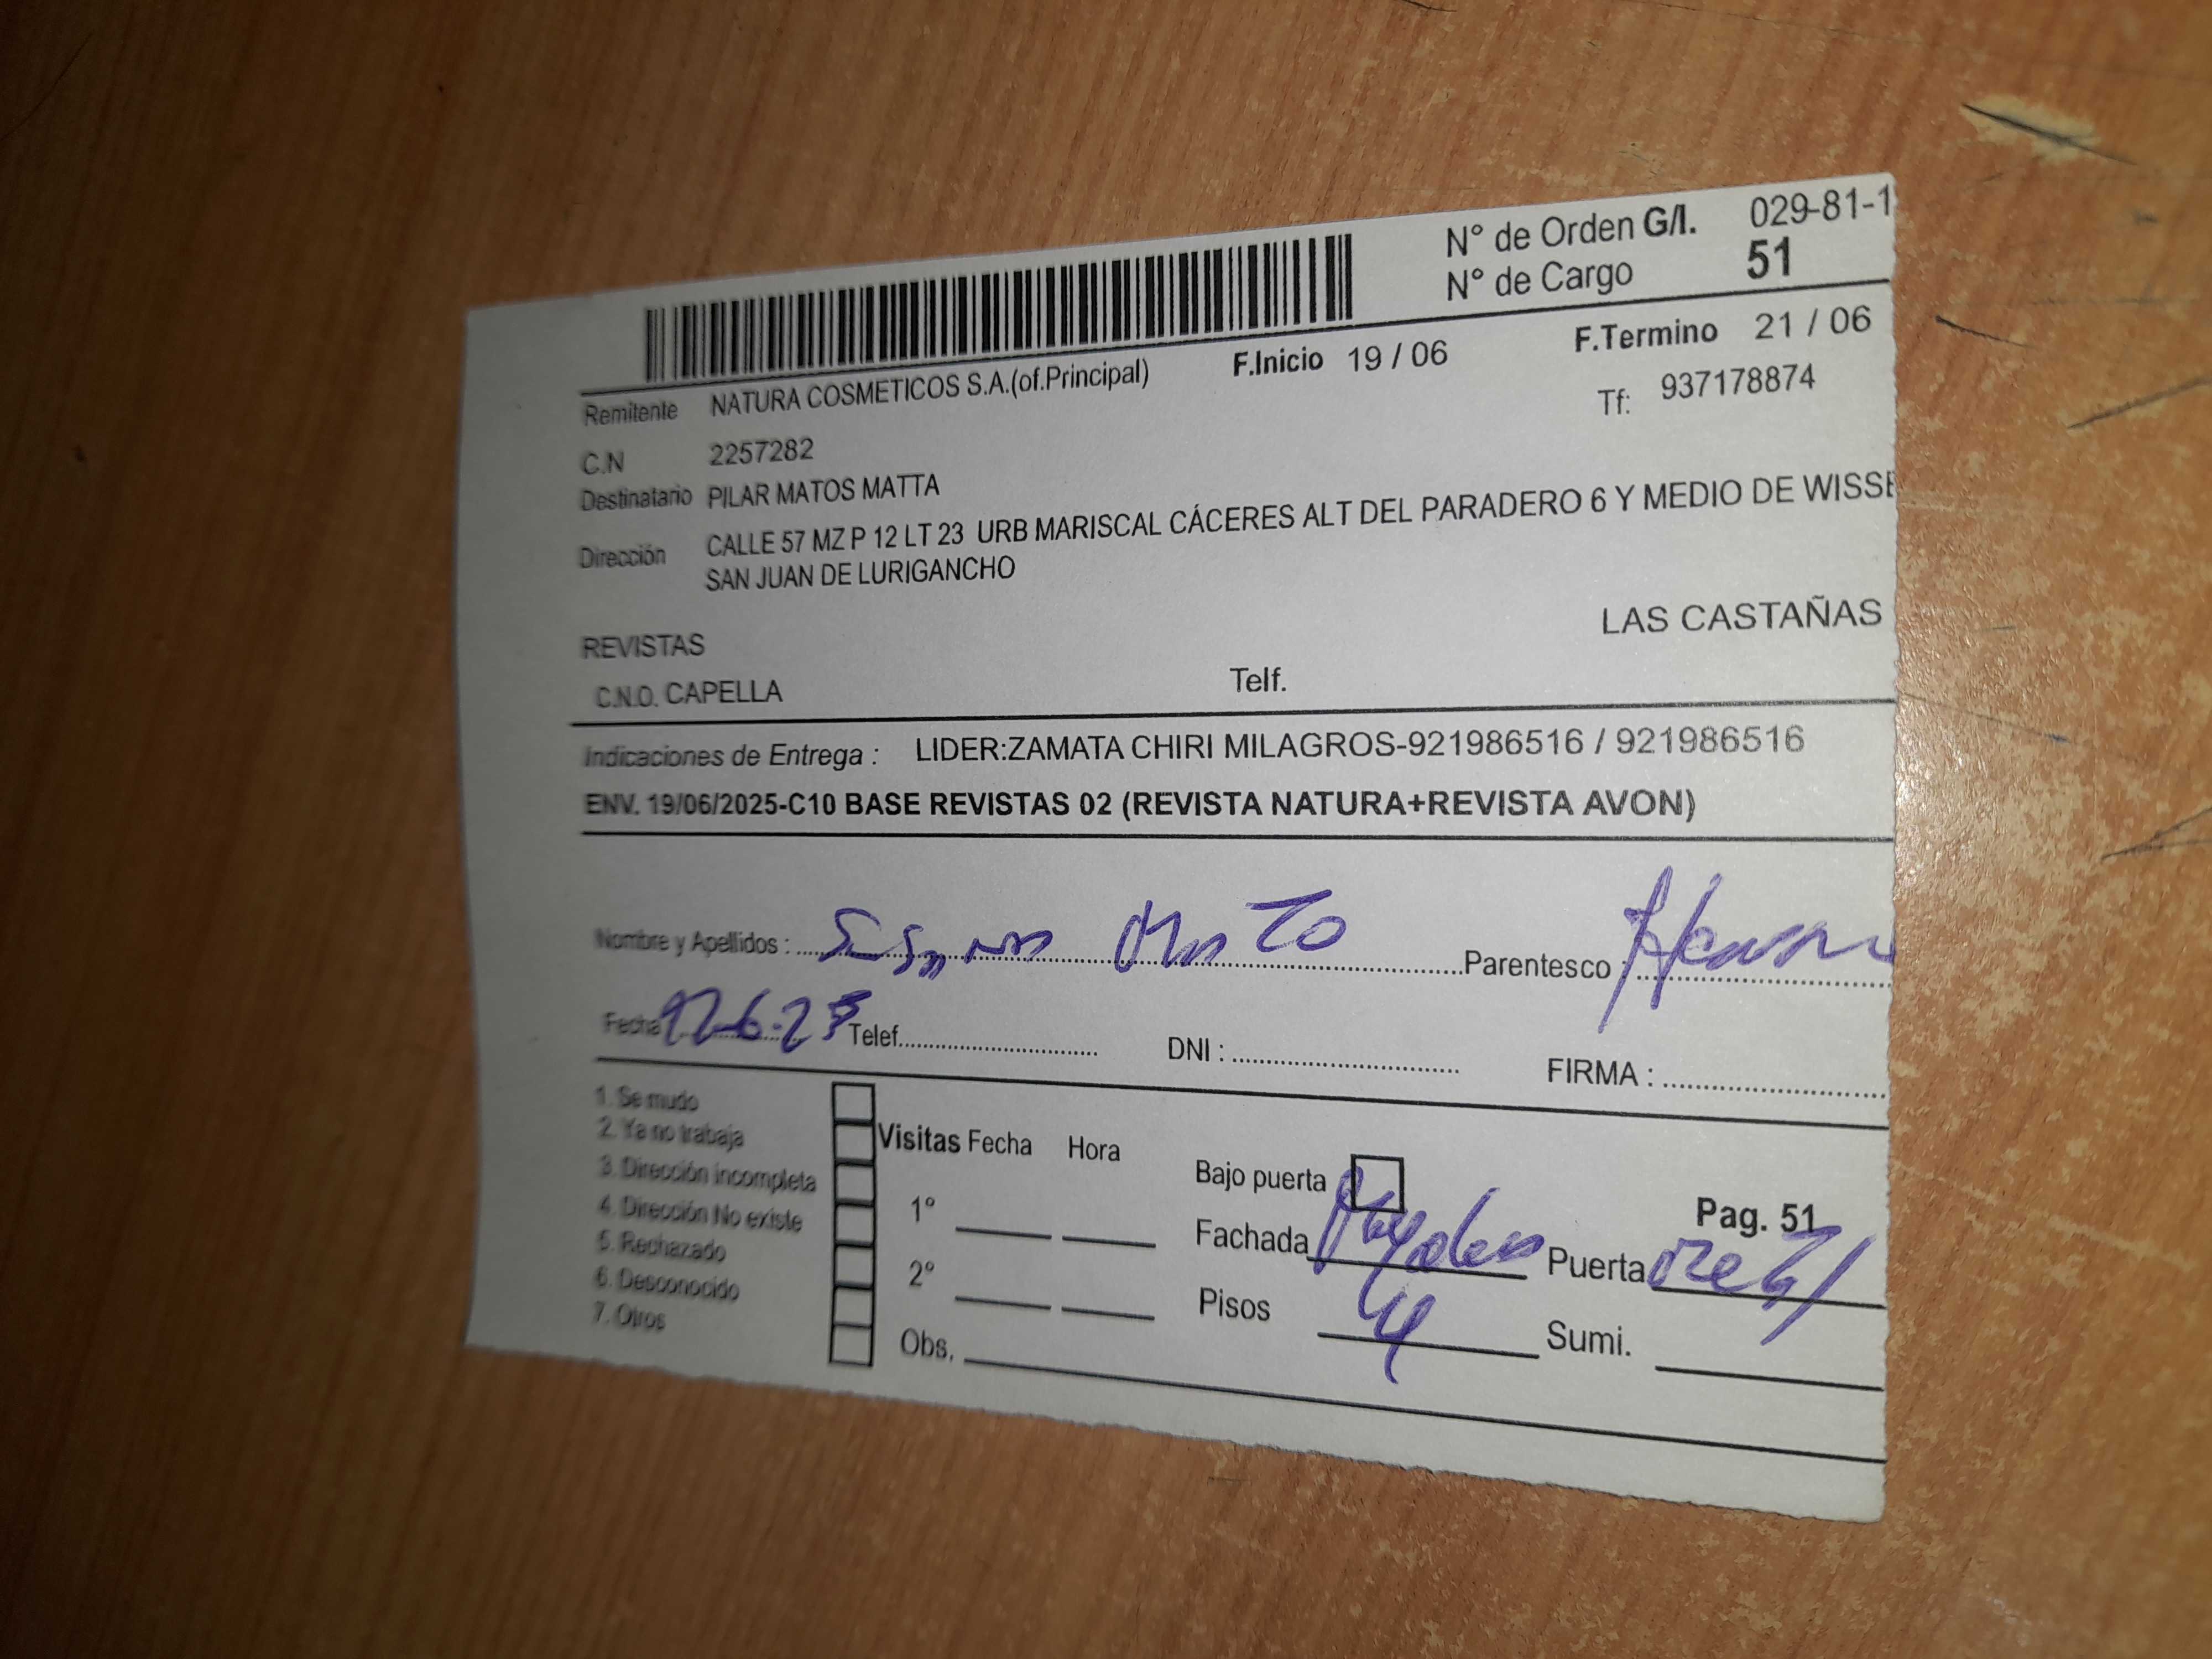 N° de Orden G/I. 029-81-1
N° de Cargo 51
F.Inicio 19 / 06 F.Termino 21 / 06
Remitente NATURA COSMETICOS S.A.(of.Principal) Tf: 937178874
C.N 2257282
Destinatario PILAR MATOS MATTA
Dirección CALLE 57 MZ P 12 LT 23 URB MARISCAL CÁCERES ALT DEL PARADERO 6 Y MEDIO DE WISSE
SAN JUAN DE LURIGANCHO
LAS CASTAÑAS
REVISTAS
C.N.O. CAPELLA Telf.
Indicaciones de Entrega : LIDER:ZAMATA CHIRI MILAGROS-921986516 / 921986516
ENV. 19/06/2025-C10 BASE REVISTAS 02 (REVISTA NATURA+REVISTA AVON)
Nombre y Apellidos : Parentesco :
Fecha Telef. DNI : FIRMA :
1. Se mudo
2. Ya no trabaja
3. Dirección incompleta
4. Dirección No existe
5. Rechazado
6. Desconocido
7. Otros
Visitas Fecha Hora
1°
2°
Obs.
Bajo puerta Pag. 51
Fachada Puerta
Pisos 4 Sumi.